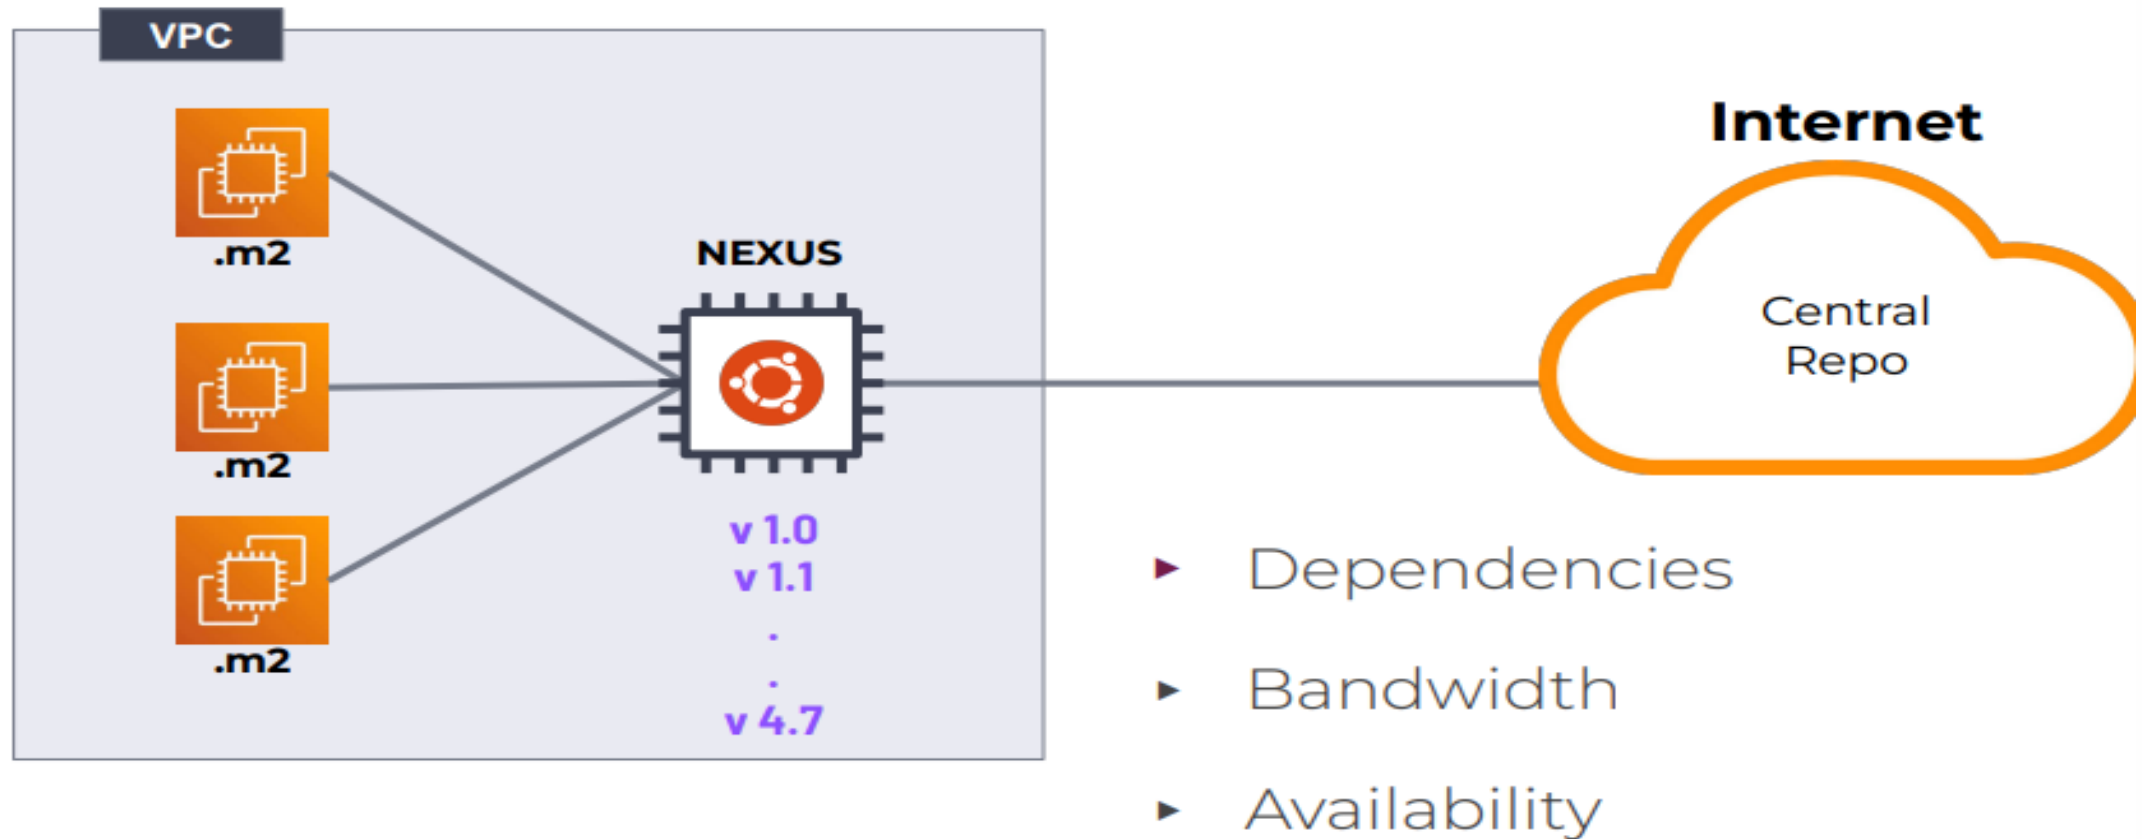 VPC
.m2
.m2
.m2
NEXUS
v 1.0
v 1.1
.
.
v 4.7
Internet
Central
Repo
► Dependencies
► Bandwidth
► Availability